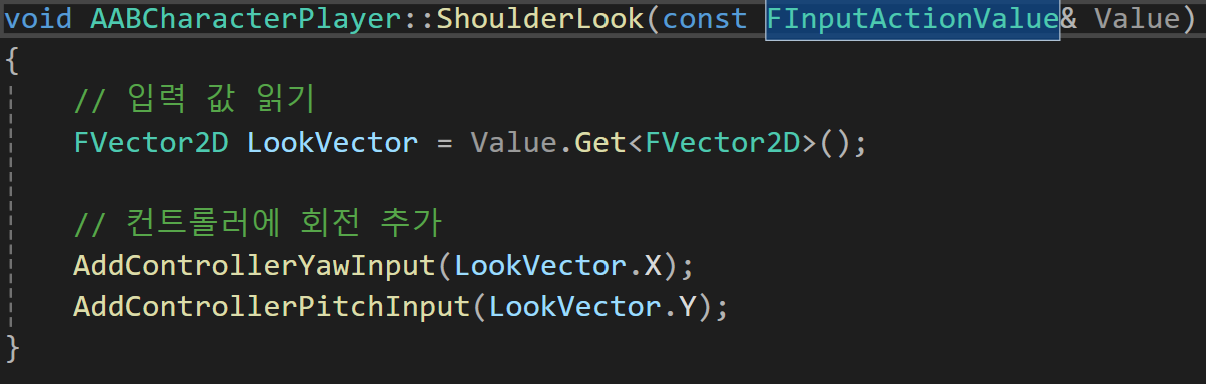 void AABCharacterPlayer::ShoulderLook(const FInputActionValue& Value)
{
// 입력 값 읽기
FVector2D LookVector = Value.Get<FVector2D>();
// 컨트롤러에 회전 추가
AddControllerYawInput(LookVector.X);
AddControllerPitchInput(LookVector.Y);
}